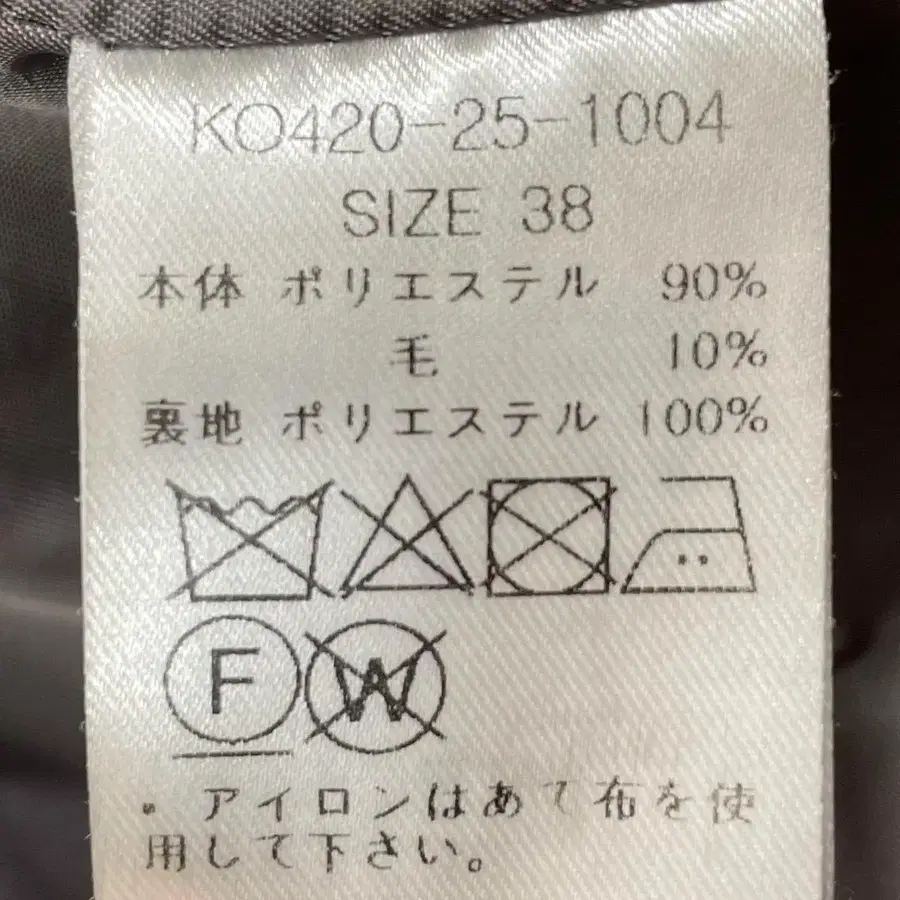 KO420-25-1004
SIZE 38
本体 ポリエステル 90%
毛 10%
裏地 ポリエステル 100%
F W
・アイロンはあて布を使
用して下さい。